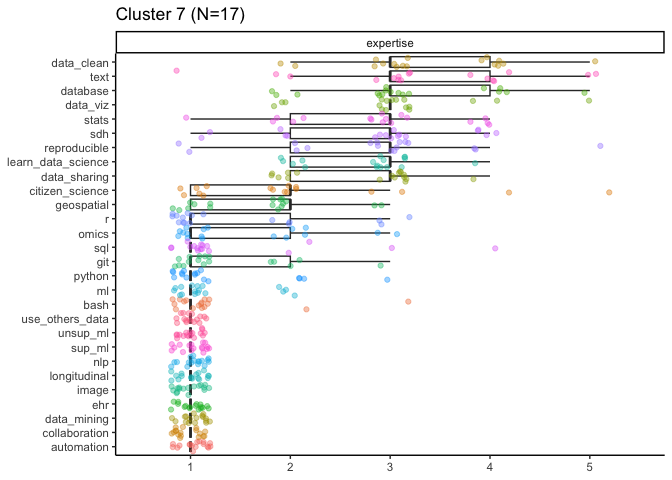 Cluster 7 (N=17)
expertise
data_clean
text
database
data_viz
stats
sdh
reproducible
learn_data_science
data_sharing
citizen_science
geospatial
r
omics
sql
git
python
ml
bash
use_others_data
unsup_ml
sup_ml
nlp
longitudinal
image
ehr
data_mining
collaboration
automation
1 2 3 4 5